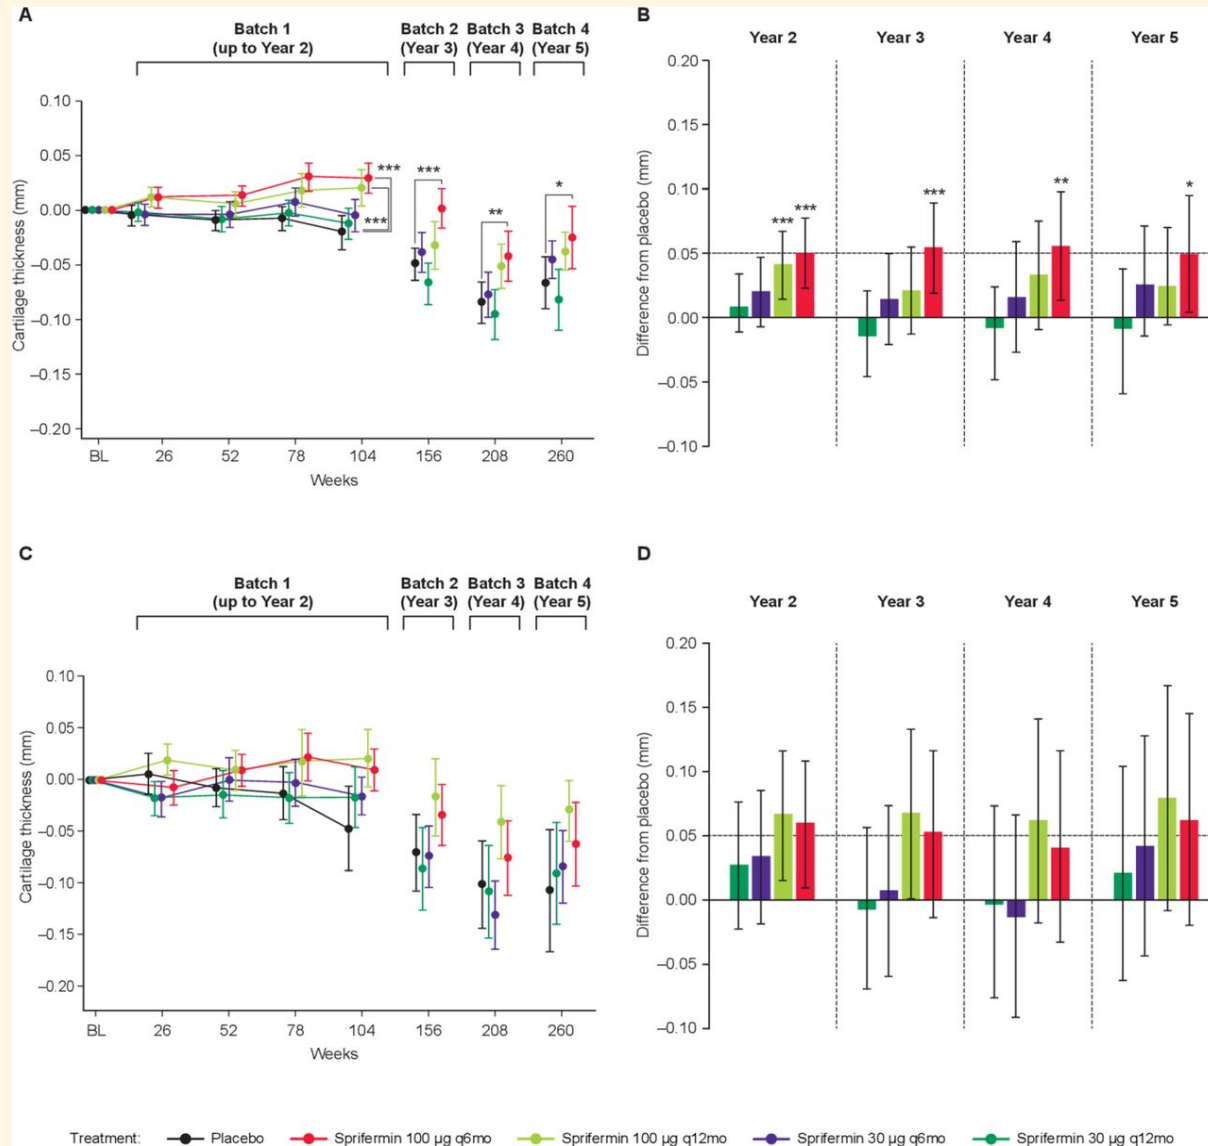 A
Batch 1
(up to Year 2)
Batch 2
(Year 3)
Batch 3
(Year 4)
Batch 4
(Year 5)
Cartilage thickness (mm)
0.10
0.05
0.00
–0.05
–0.10
–0.15
–0.20
***
***
***
**
*
BL 26 52 78 104 156 208 260
Weeks
B
Year 2 Year 3 Year 4 Year 5
Difference from placebo (mm)
0.20
0.15
0.10
0.05
0.00
–0.05
–0.10
*** *** *** ** *
C
Batch 1
(up to Year 2)
Batch 2
(Year 3)
Batch 3
(Year 4)
Batch 4
(Year 5)
Cartilage thickness (mm)
0.10
0.05
0.00
–0.05
–0.10
–0.15
–0.20
BL 26 52 78 104 156 208 260
Weeks
D
Year 2 Year 3 Year 4 Year 5
Difference from placebo (mm)
0.20
0.15
0.10
0.05
0.00
–0.05
–0.10
Treatment: Placebo Sprifermin 100 µg q6mo Sprifermin 100 µg q12mo Sprifermin 30 µg q6mo Sprifermin 30 µg q12mo